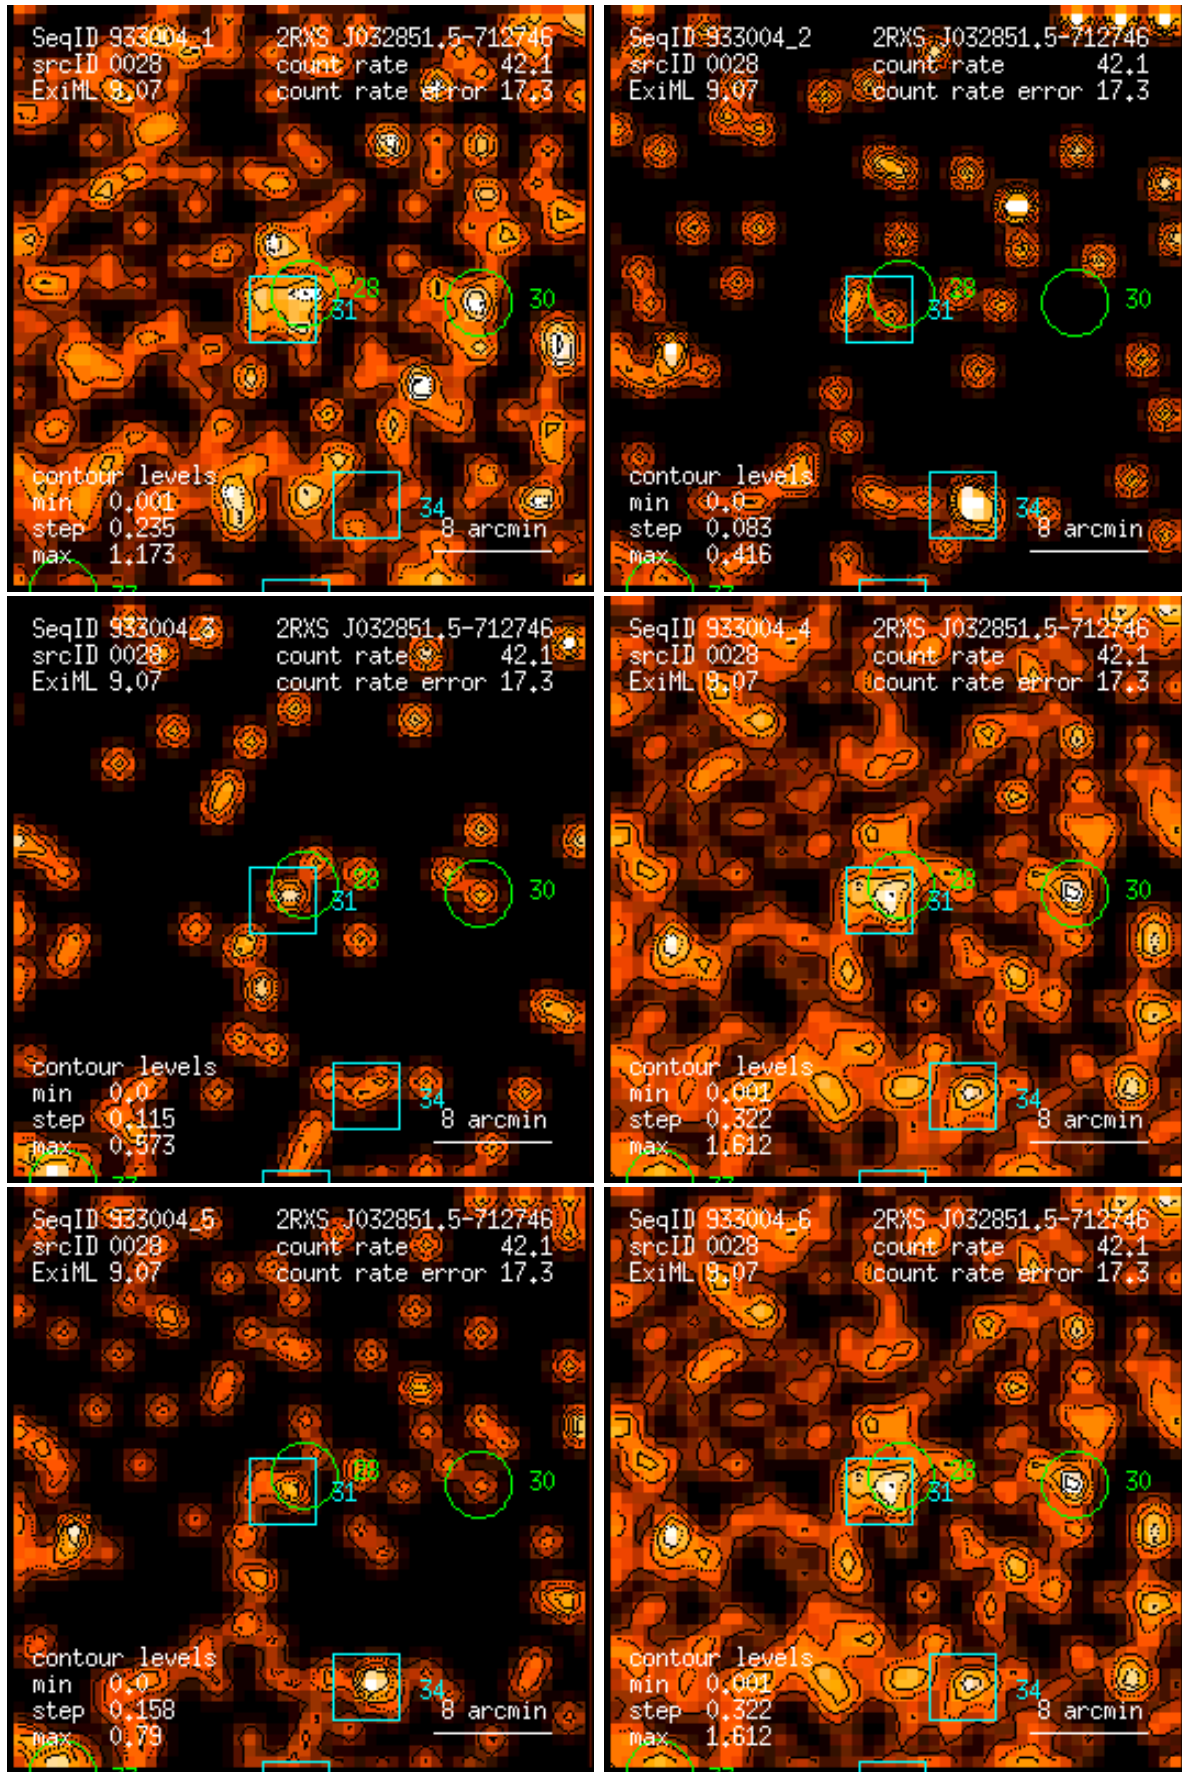 SeqID 933004_1 2RXS J032851.5-712746
srcID 0028 count rate 42.1
ExiML 9.07 count rate error 17.3
28
31
30
contour levels
min 0.001
step 0.235
max 1.173
34
8 arcmin
SeqID 933004_2 2RXS J032851.5-712746
srcID 0028 count rate 42.1
ExiML 9.07 count rate error 17.3
28
31
30
contour levels
min 0.0
step 0.083
max 0.416
34
8 arcmin
SeqID 933004_3 2RXS J032851.5-712746
srcID 0028 count rate 42.1
ExiML 9.07 count rate error 17.3
28
31
30
contour levels
min 0.0
step 0.115
max 0.573
34
8 arcmin
SeqID 933004_4 2RXS J032851.5-712746
srcID 0028 count rate 42.1
ExiML 9.07 count rate error 17.3
28
31
30
contour levels
min 0.001
step 0.322
max 1.612
34
8 arcmin
SeqID 933004_5 2RXS J032851.5-712746
srcID 0028 count rate 42.1
ExiML 9.07 count rate error 17.3
28
31
30
contour levels
min 0.0
step 0.158
max 0.79
34
8 arcmin
SeqID 933004_6 2RXS J032851.5-712746
srcID 0028 count rate 42.1
ExiML 9.07 count rate error 17.3
28
31
30
contour levels
min 0.001
step 0.322
max 1.612
34
8 arcmin